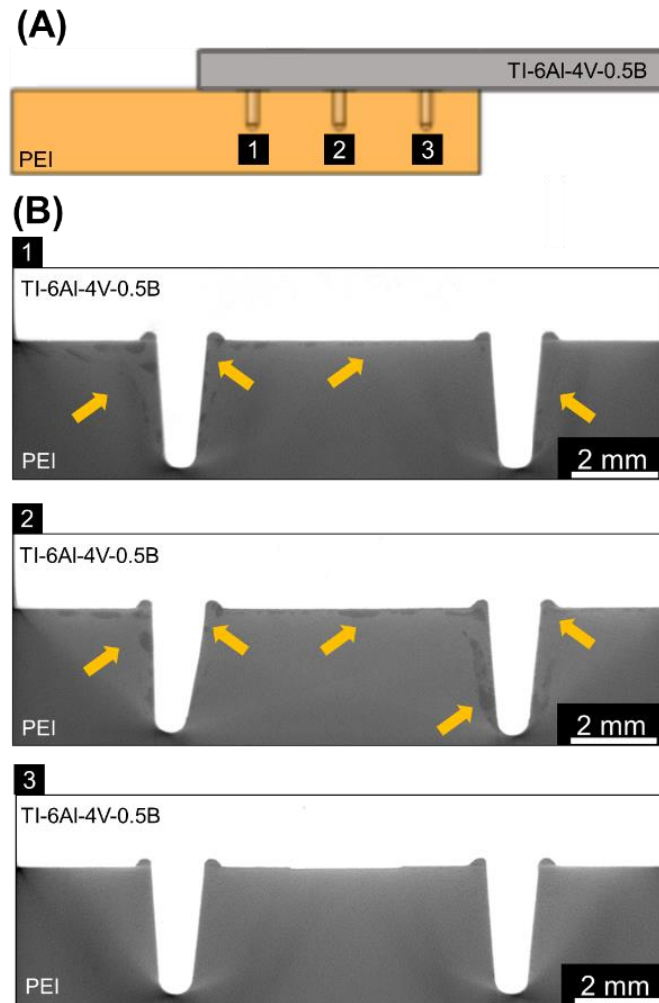 (A)
TI-6Al-4V-0.5B
PEI
1
2
3
(B)
1
TI-6Al-4V-0.5B
PEI
2 mm
2
TI-6Al-4V-0.5B
PEI
2 mm
3
TI-6Al-4V-0.5B
PEI
2 mm